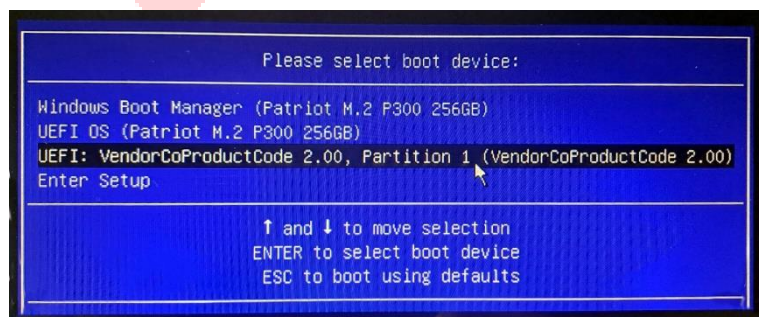 Please select boot device:
Windows Boot Manager (Patriot M.2 P300 256GB)
UEFI OS (Patriot M.2 P300 256GB)
UEFI: VendorCoProductCode 2.00, Partition 1 (VendorCoProductCode 2.00)
Enter Setup
↑ and ↓ to move selection
ENTER to select boot device
ESC to boot using defaults